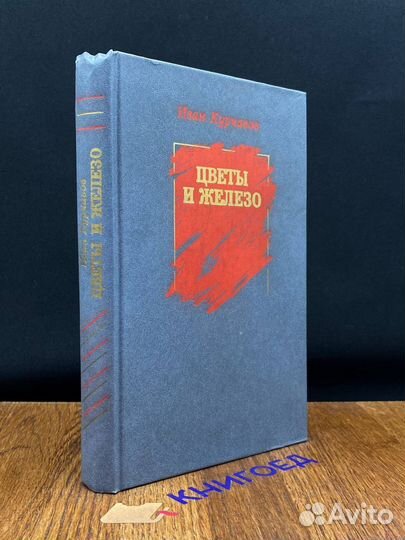 Иван Курчавов
ЦВЕТЫ
И ЖЕЛЕЗО
Иван Курчавов
ЦВЕТЫ И ЖЕЛЕЗО
КНИГОЕД
Avito